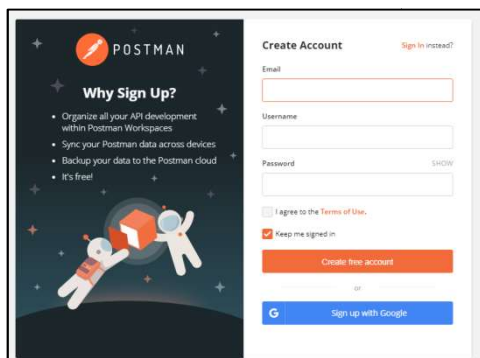 POSTMAN
Why Sign Up?
Organize all your API development
within Postman Workspaces
Sync your Postman data across devices
Backup your data to the Postman cloud
It's free!
Create Account
Sign In instead?
Email
Username
Password
SHOW
I agree to the Terms of Use.
Keep me signed in
Create free account
or
G
Sign up with Google